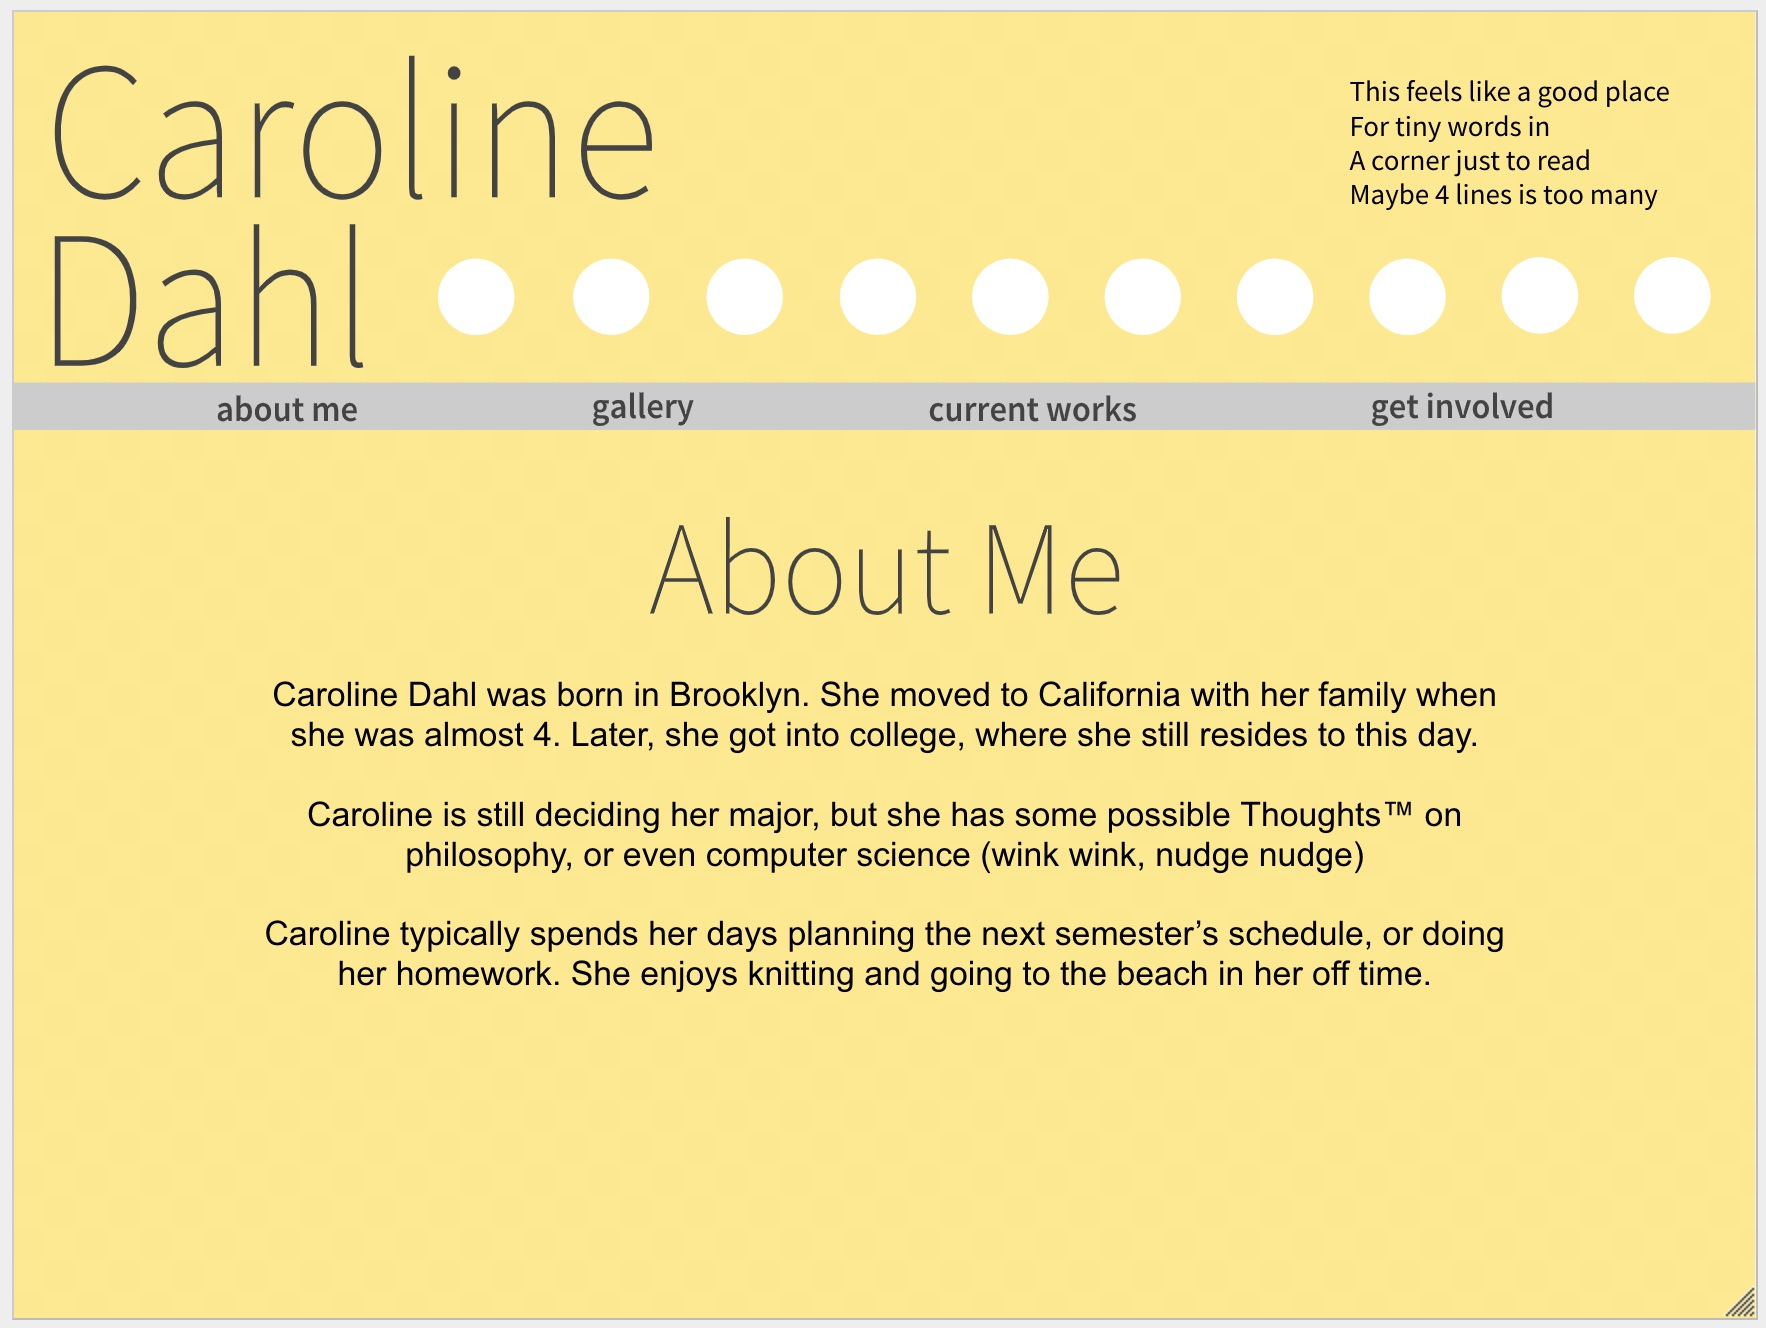 Caroline
Dahl
This feels like a good place
For tiny words in
A corner just to read
Maybe 4 lines is too many
about me
gallery
current works
get involved
About Me
Caroline Dahl was born in Brooklyn. She moved to California with her family when
she was almost 4. Later, she got into college, where she still resides to this day.
Caroline is still deciding her major, but she has some possible Thoughts™ on
philosophy, or even computer science (wink wink, nudge nudge)
Caroline typically spends her days planning the next semester’s schedule, or doing
her homework. She enjoys knitting and going to the beach in her off time.